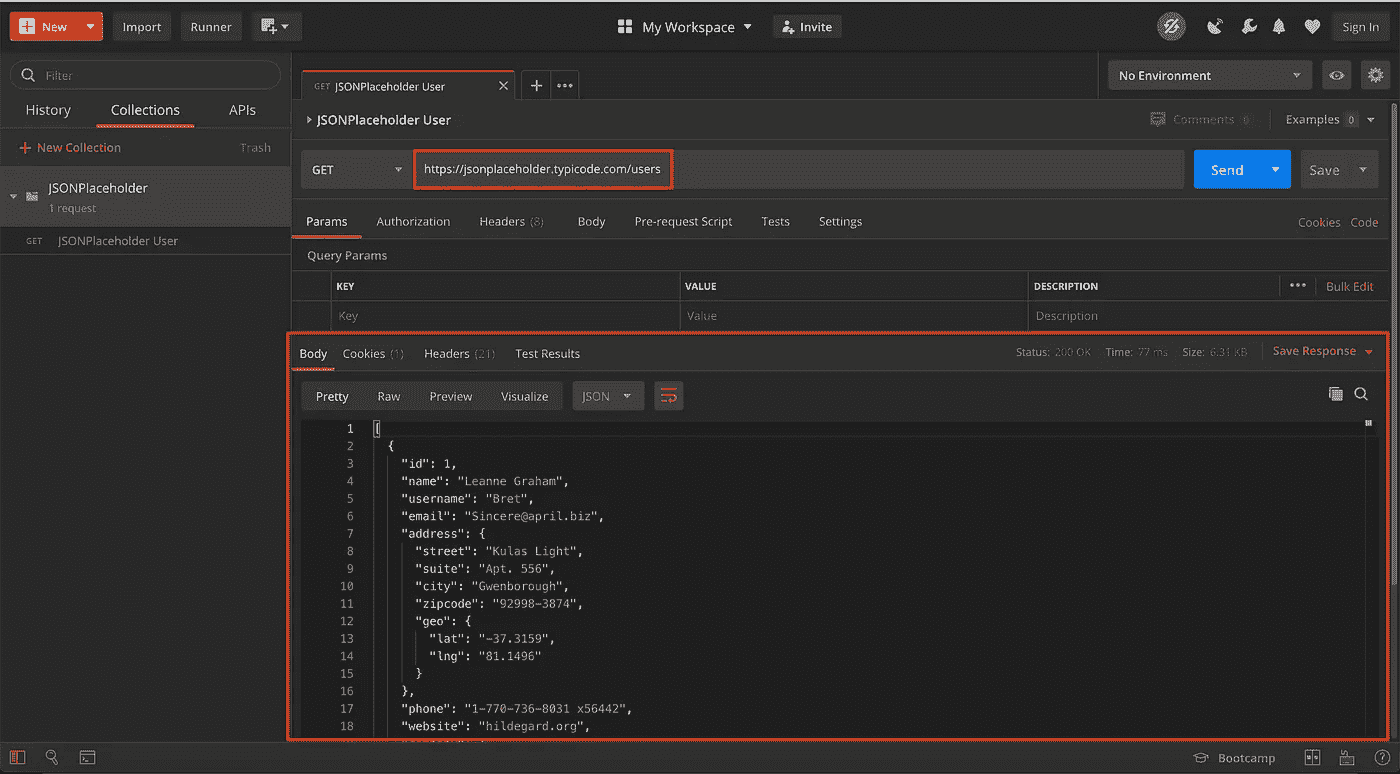 New Import Runner My Workspace Invite Sign In
Filter
History Collections APIs
New Collection Trash
JSONPlaceholder
1 request
GET JSONPlaceholder User
GET JSONPlaceholder User No Environment
JSONPlaceholder User Comments 0 Examples 0
GET https://jsonplaceholder.typicode.com/users Send Save
Params Authorization Headers (8) Body Pre-request Script Tests Settings Cookies Code
Query Params
KEY VALUE DESCRIPTION ••• Bulk Edit
Key Value Description
Body Cookies (1) Headers (21) Test Results Status: 200 OK Time: 77 ms Size: 6.31 KB Save Response
Pretty Raw Preview Visualize JSON
1 [
2 {
3 "id": 1,
4 "name": "Leanne Graham",
5 "username": "Bret",
6 "email": "Sincere@april.biz",
7 "address": {
8 "street": "Kulas Light",
9 "suite": "Apt. 556",
10 "city": "Gwenborough",
11 "zipcode": "92998-3874",
12 "geo": {
13 "lat": "-37.3159",
14 "lng": "81.1496"
15 }
16 },
17 "phone": "1-770-736-8031 x56442",
18 "website": "hildegard.org",
Bootcamp